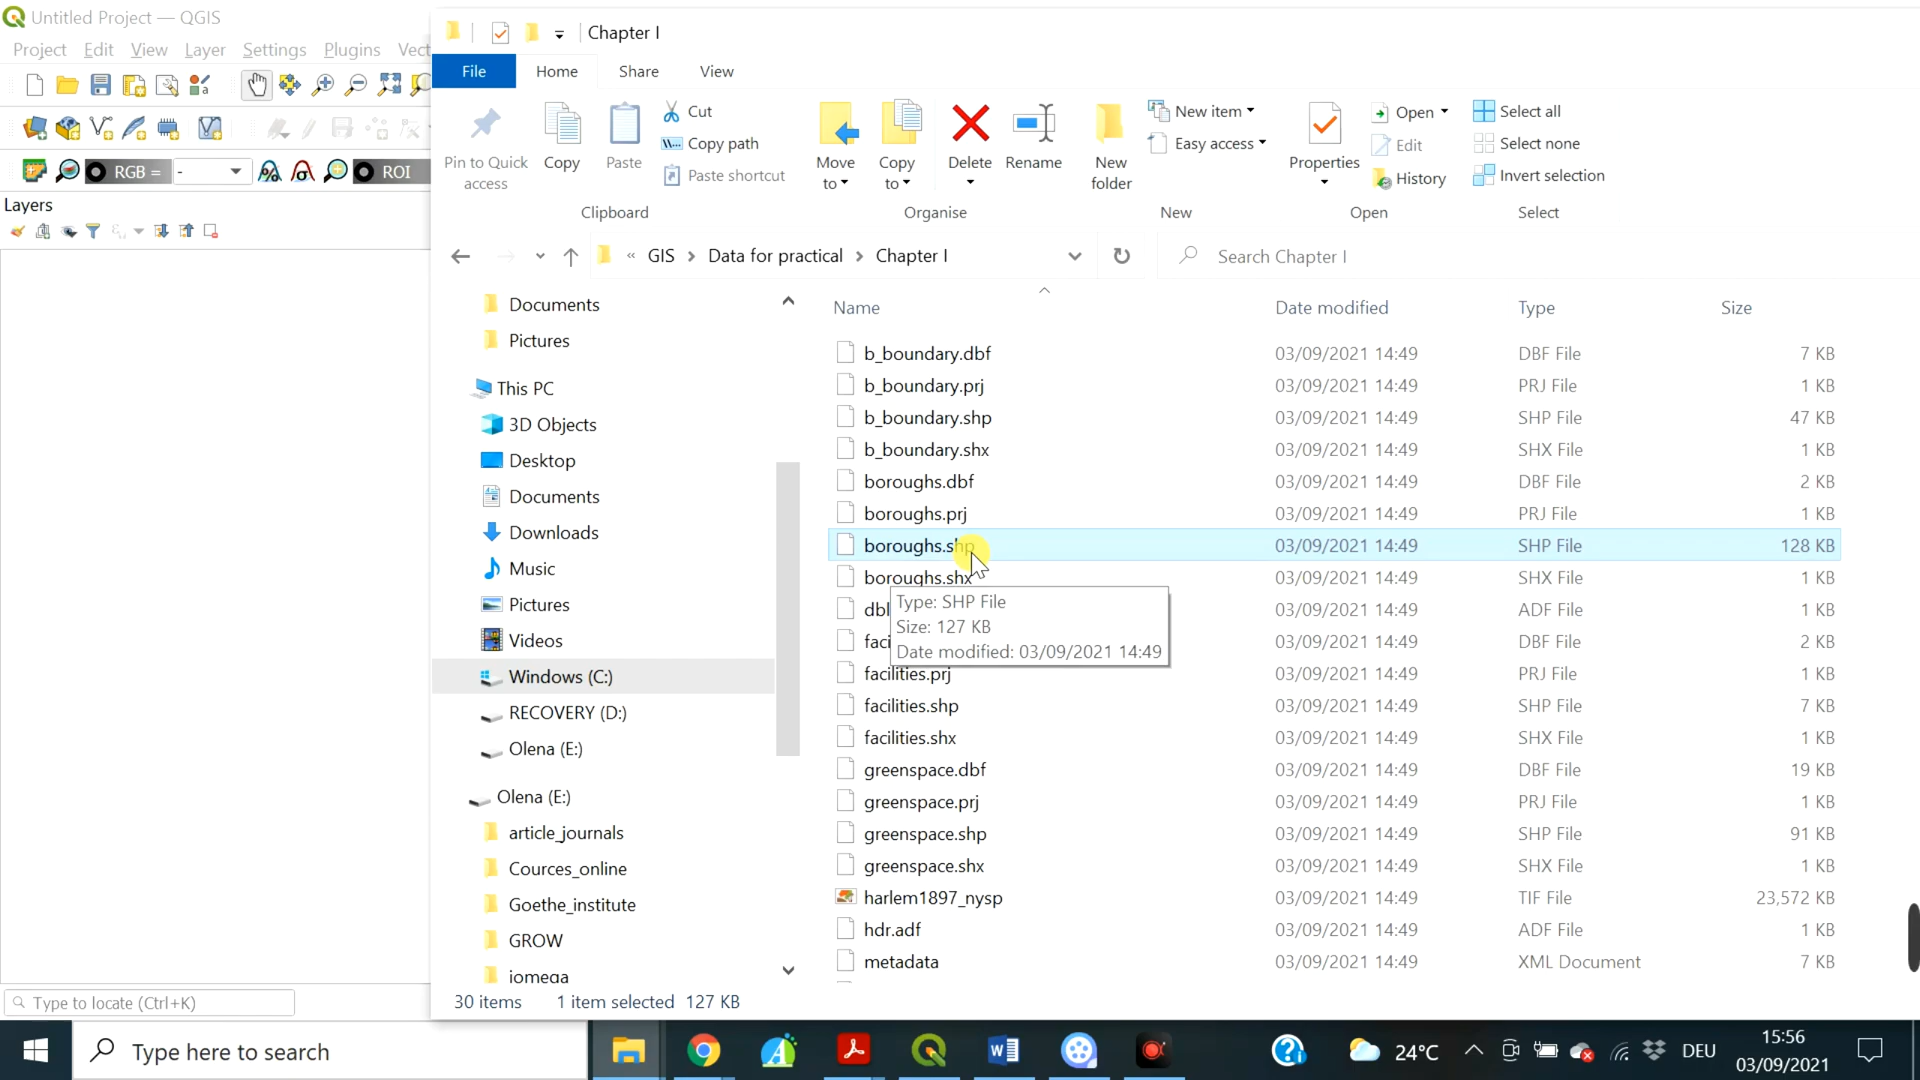 Untitled Project — QGIS
Project Edit View Layer Settings Plugins Vect
RGB = -
ROI
Layers
Type to locate (Ctrl+K)
Chapter I
File Home Share View
Pin to Quick access
Copy
Paste
Cut
Copy path
Paste shortcut
Clipboard
Move to
Copy to
Delete
Rename
Organise
New folder
New item
Easy access
New
Properties
Open
Edit
History
Open
Select all
Select none
Invert selection
Select
« GIS > Data for practical > Chapter I
Search Chapter I
Documents
Pictures
This PC
3D Objects
Desktop
Documents
Downloads
Music
Pictures
Videos
Windows (C:)
RECOVERY (D:)
Olena (E:)
Olena (E:)
article_journals
Cources_online
Goethe_institute
GROW
iomega
Name Date modified Type Size
b_boundary.dbf 03/09/2021 14:49 DBF File 7 KB
b_boundary.prj 03/09/2021 14:49 PRJ File 1 KB
b_boundary.shp 03/09/2021 14:49 SHP File 47 KB
b_boundary.shx 03/09/2021 14:49 SHX File 1 KB
boroughs.dbf 03/09/2021 14:49 DBF File 2 KB
boroughs.prj 03/09/2021 14:49 PRJ File 1 KB
boroughs.shp 03/09/2021 14:49 SHP File 128 KB
boroughs.shx 03/09/2021 14:49 SHX File 1 KB
dbl 03/09/2021 14:49 ADF File 1 KB
faci 03/09/2021 14:49 DBF File 2 KB
facilities.prj 03/09/2021 14:49 PRJ File 1 KB
facilities.shp 03/09/2021 14:49 SHP File 7 KB
facilities.shx 03/09/2021 14:49 SHX File 1 KB
greenspace.dbf 03/09/2021 14:49 DBF File 19 KB
greenspace.prj 03/09/2021 14:49 PRJ File 1 KB
greenspace.shp 03/09/2021 14:49 SHP File 91 KB
greenspace.shx 03/09/2021 14:49 SHX File 1 KB
harlem1897_nysp 03/09/2021 14:49 TIF File 23,572 KB
hdr.adf 03/09/2021 14:49 ADF File 1 KB
metadata 03/09/2021 14:49 XML Document 7 KB
Type: SHP File
Size: 127 KB
Date modified: 03/09/2021 14:49
30 items 1 item selected 127 KB
Type here to search
24°C
DEU
15:56
03/09/2021